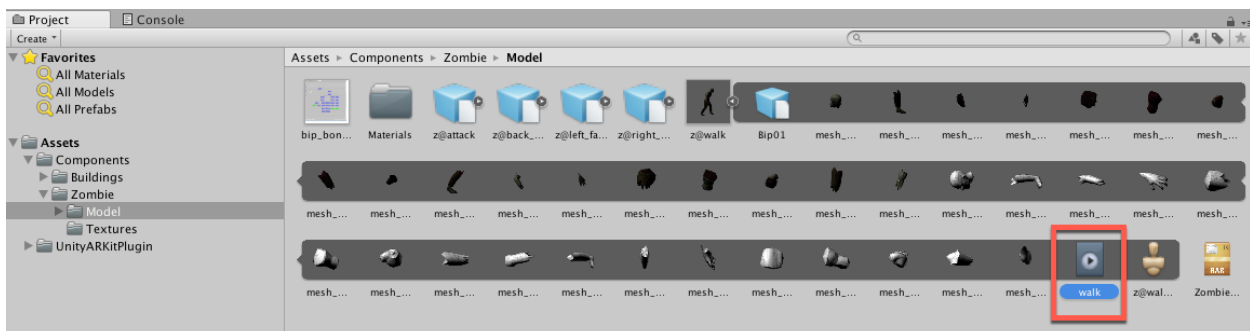 Project
Console
Create
Favorites
All Materials
All Models
All Prefabs
Assets
Components
Buildings
Zombie
Model
Textures
UnityARKitPlugin
Assets ▸ Components ▸ Zombie ▸ Model
bip_bon... Materials z@attack z@back_... z@left_fa... z@right_... z@walk Bip01 mesh_... mesh_... mesh_... mesh_... mesh_... mesh_... mesh_...
mesh_... mesh_... mesh_... mesh_... mesh_... mesh_... mesh_... mesh_... mesh_... mesh_... mesh_... mesh_... mesh_... mesh_... mesh_...
RAR
mesh_... mesh_... mesh_... mesh_... mesh_... mesh_... mesh_... mesh_... mesh_... mesh_... mesh_... mesh_... walk z@wal... Zombie...